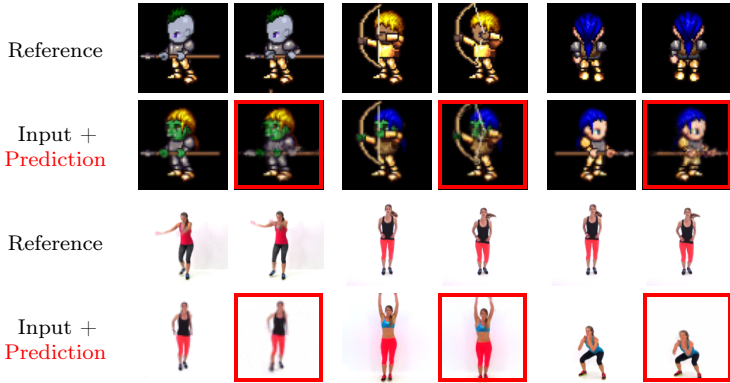 Reference
Input +
Prediction
Reference
Input +
Prediction